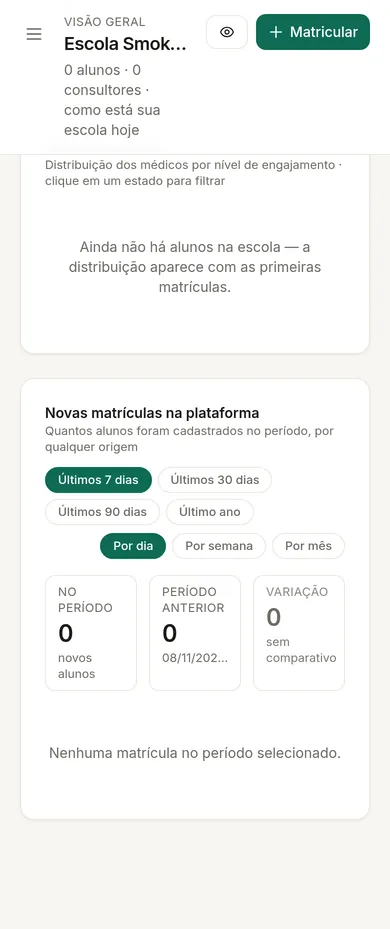 VISÃO GERAL
Escola Smok...
0 alunos · 0
consultores ·
como está sua
escola hoje
Matricular
Distribuição dos médicos por nível de engajamento ·
clique em um estado para filtrar
Ainda não há alunos na escola — a
distribuição aparece com as primeiras
matrículas.
Novas matrículas na plataforma
Quantos alunos foram cadastrados no período, por
qualquer origem
Últimos 7 dias
Últimos 30 dias
Últimos 90 dias
Último ano
Por dia
Por semana
Por mês
NO
PERÍODO
0
novos
alunos
PERÍODO
ANTERIOR
0
08/11/202...
VARIAÇÃO
0
sem
comparativo
Nenhuma matrícula no período selecionado.